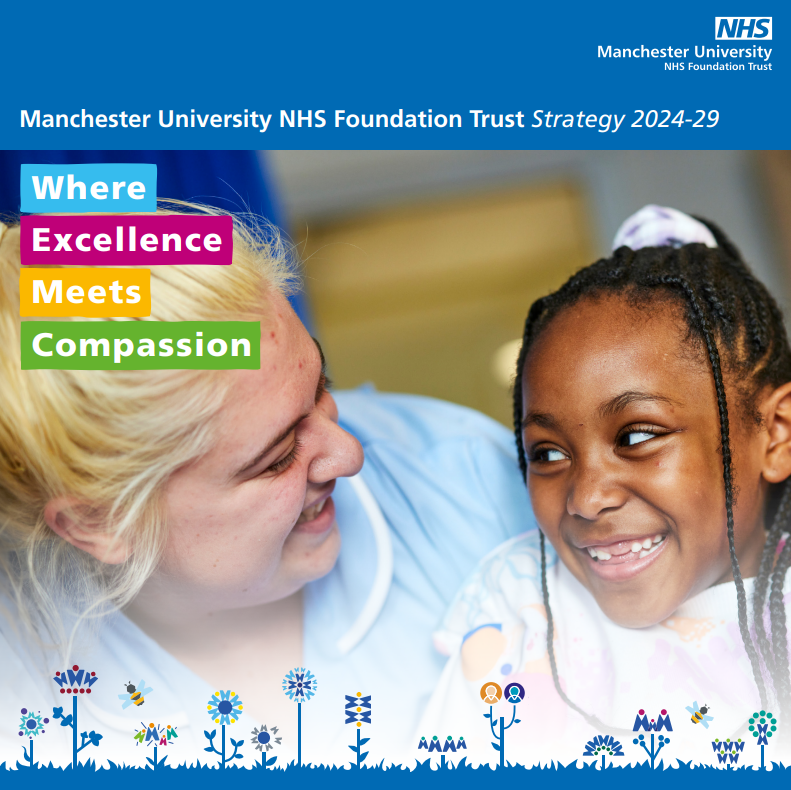 NHS
Manchester University
NHS Foundation Trust
Manchester University NHS Foundation Trust Strategy 2024-29
Where
Excellence
Meets
Compassion